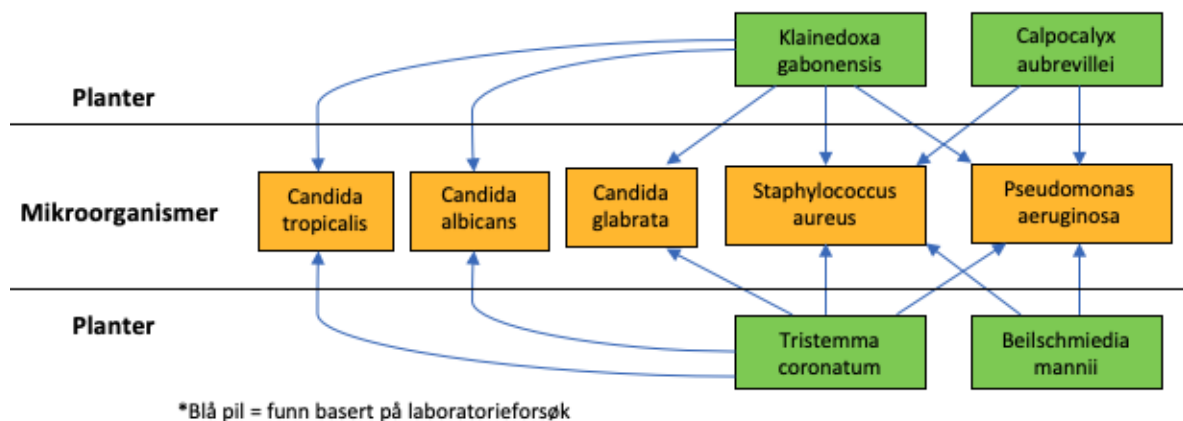 Klainedoxa
gabonensis
Calpocalyx
aubrevillei
Planter
Mikroorganismer
Candida
tropicalis
Candida
albicans
Candida
glabrata
Staphylococcus
aureus
Pseudomonas
aeruginosa
Planter
Tristemma
coronatum
Beilschmiedia
mannii
*Blå pil = funn basert på laboratorieforsøk